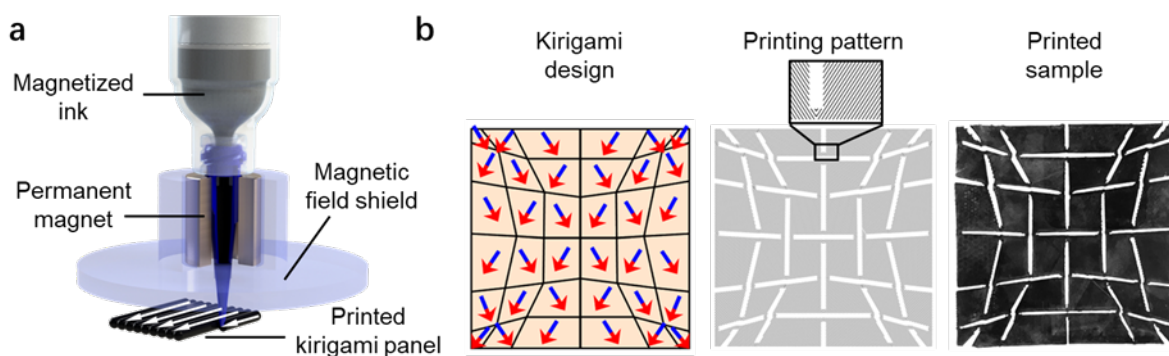 a
Magnetized
ink
Permanent
magnet
Magnetic
field shield
Printed
kirigami panel
b
Kirigami
design
Printing pattern
Printed
sample